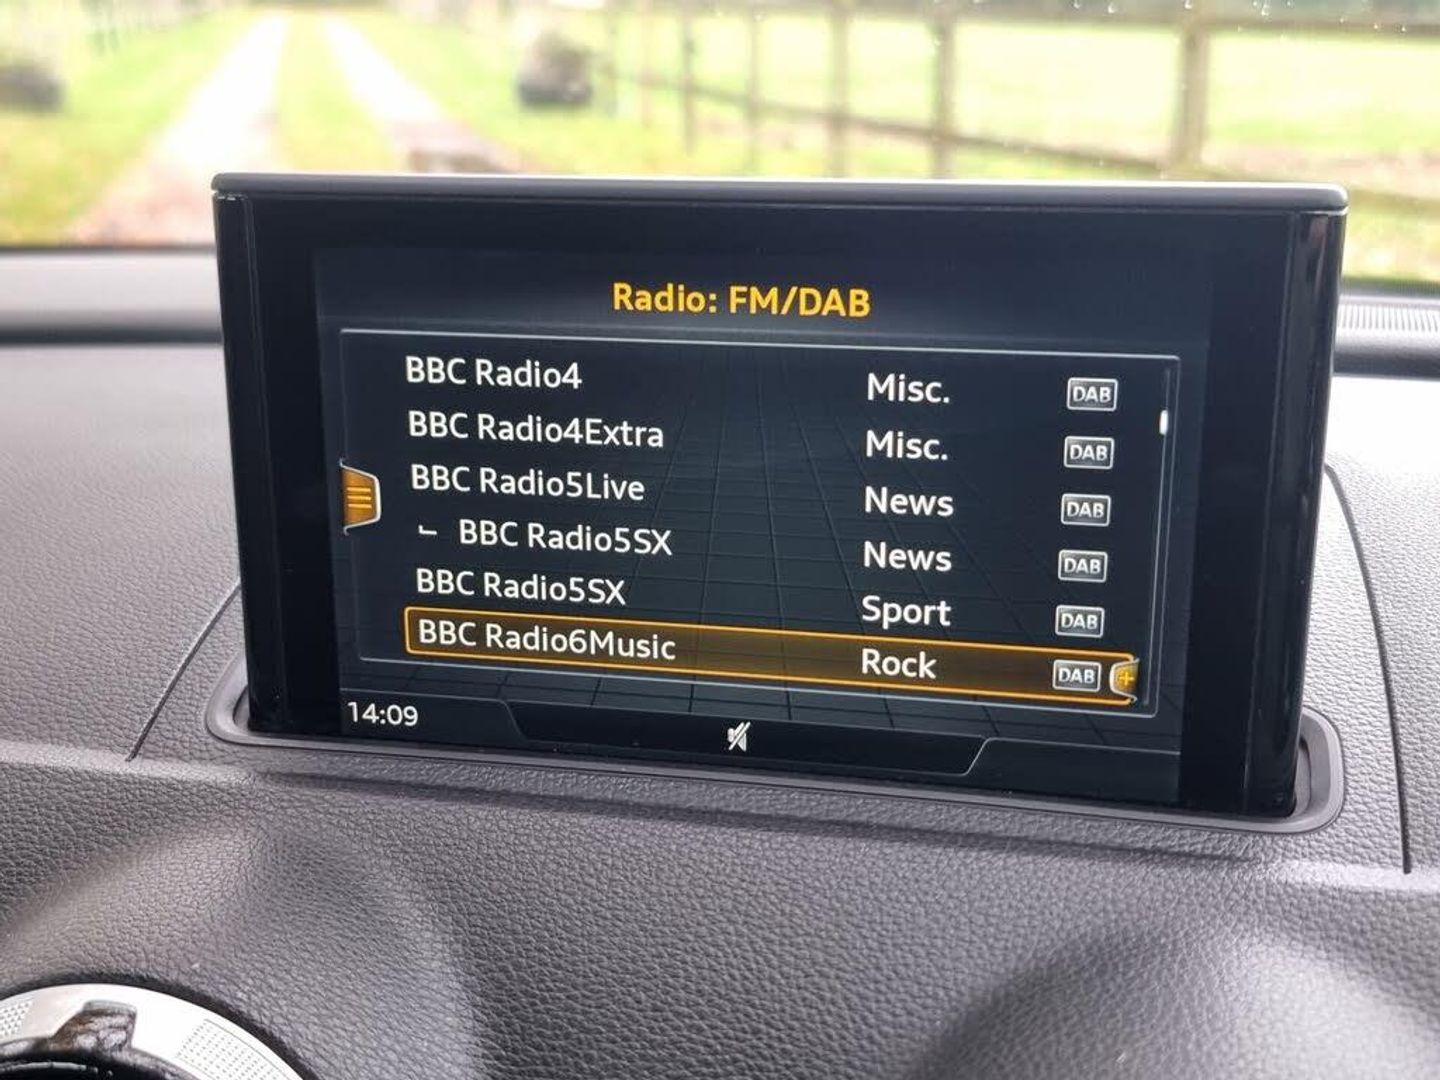 Radio: FM/DAB
BBC Radio4 Misc. DAB
BBC Radio4Extra Misc. DAB
BBC Radio5Live News DAB
BBC Radio5SX News DAB
BBC Radio5SX Sport DAB
BBC Radio6Music Rock DAB +
14:09